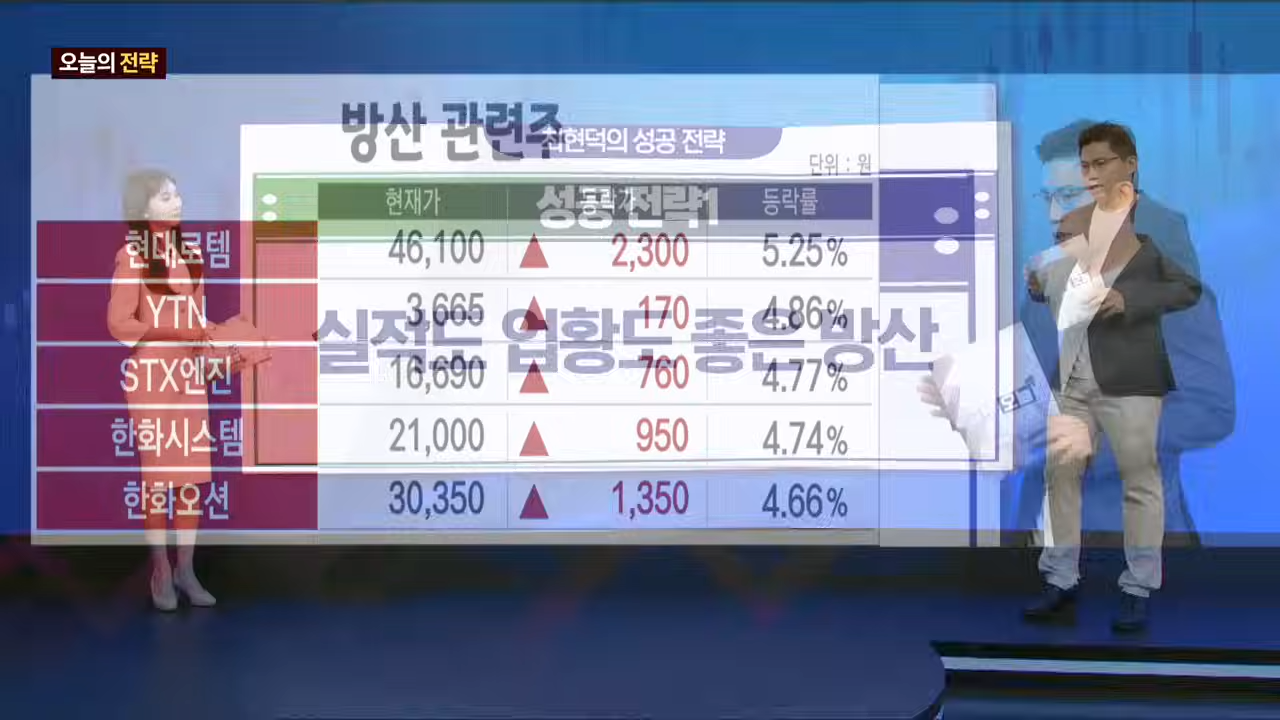 오늘의 전략
방산 관련주
최현덕의 성공 전략
단위 : 원
현재가 등락가 등락률
성공 전략1
현대로템 46,100 ▲ 2,300 5.25%
YTN 3,665 ▲ 170 4.86%
실적도 업황도 좋은 방산
STX엔진 16,690 ▲ 760 4.77%
한화시스템 21,000 ▲ 950 4.74%
한화오션 30,350 ▲ 1,350 4.66%